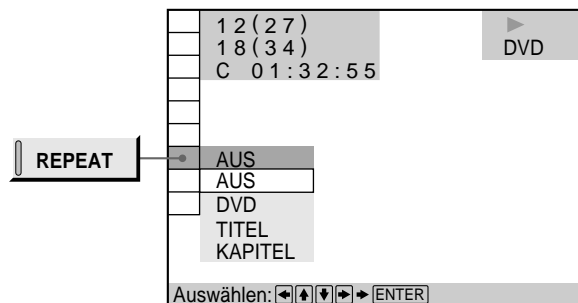 12(27)
18(34)
C 01:32:55
DVD
REPEAT
AUS
AUS
DVD
TITEL
KAPITEL
Auswählen: ENTER